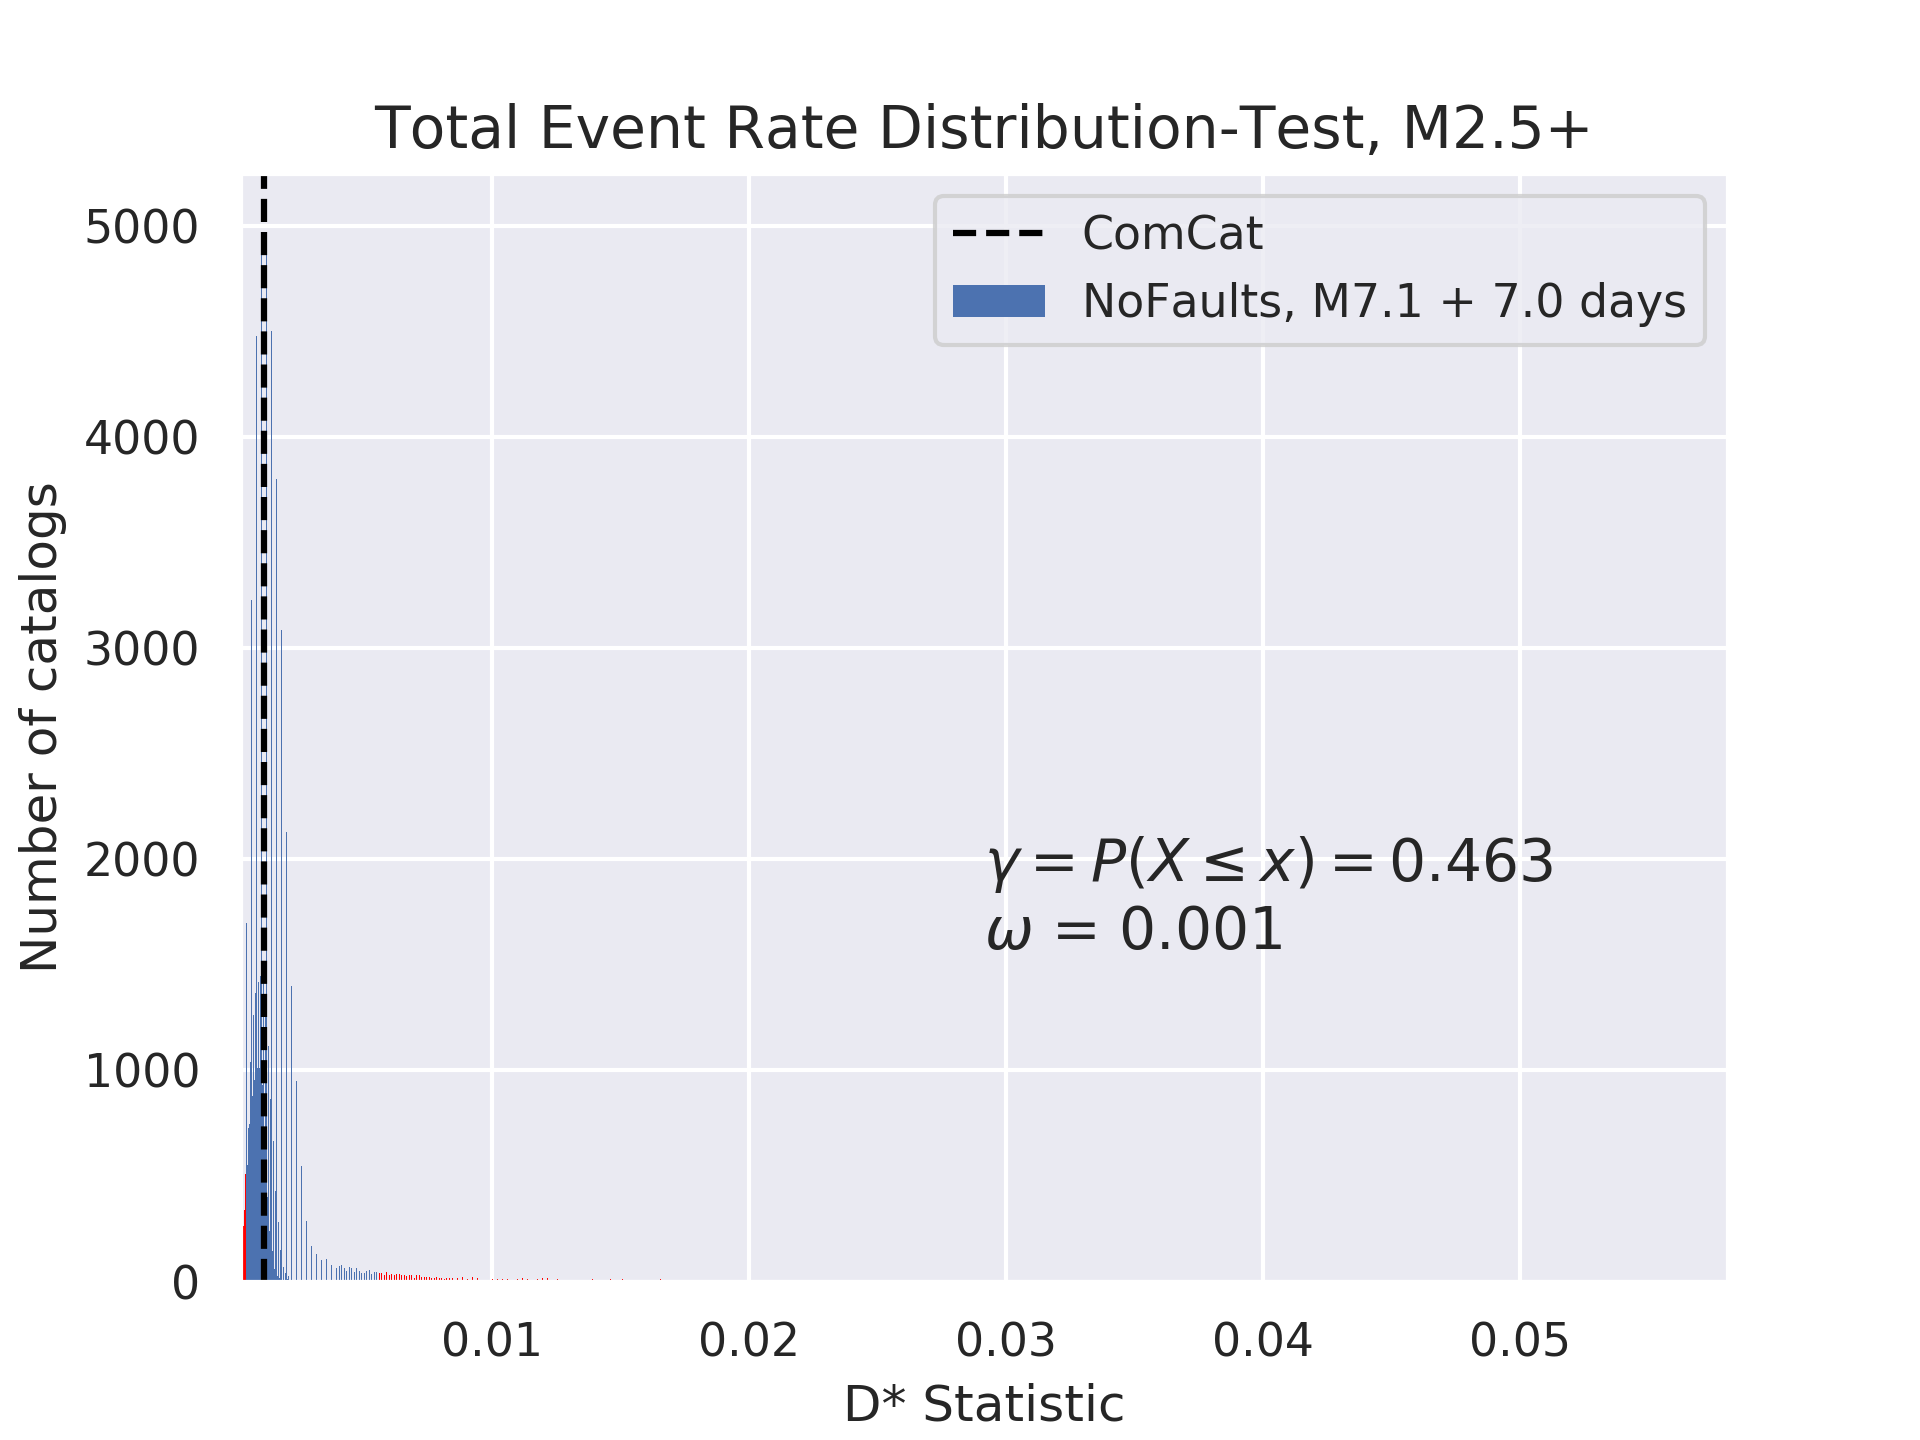 Total Event Rate Distribution-Test, M2.5+
ComCat
NoFaults, M7.1 + 7.0 days
5000
4000
3000
2000
1000
0
Number of catalogs
γ = P(X ≤ x) = 0.463
ω = 0.001
0.01 0.02 0.03 0.04 0.05
D* Statistic